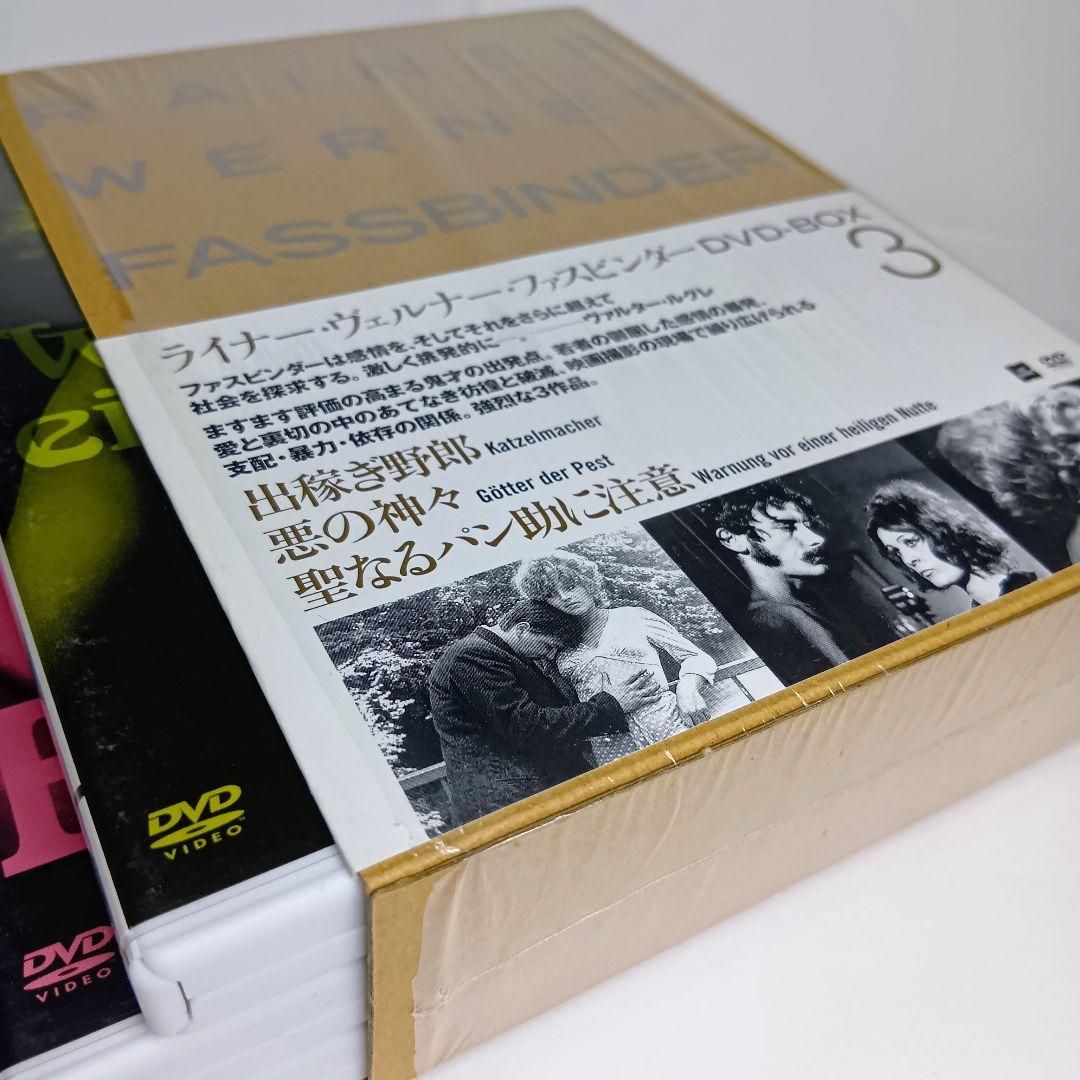 RAINER
WERNER
FASSBINDER
ライナー・ヴェルナー・ファスビンダー DVD-BOX 3
ファスビンダーは感情を、そしてそれをさらに超えて
社会を探求する。激しく挑発的に──。 ヴァルター・ルグレ
ますます評価の高まる鬼才の出発点。若者の鬱屈した感情の爆発、
愛と裏切の中のあてなき彷徨と破滅、映画撮影の現場で繰り広げられる
支配・暴力・依存の関係。強烈な3作品。
出稼ぎ野郎 Katzelmacher
悪の神々 Götter der Pest
聖なるパン助に注意 Warnung vor einer heiligen Nutte
DVD
VIDEO
DVD
VIDEO